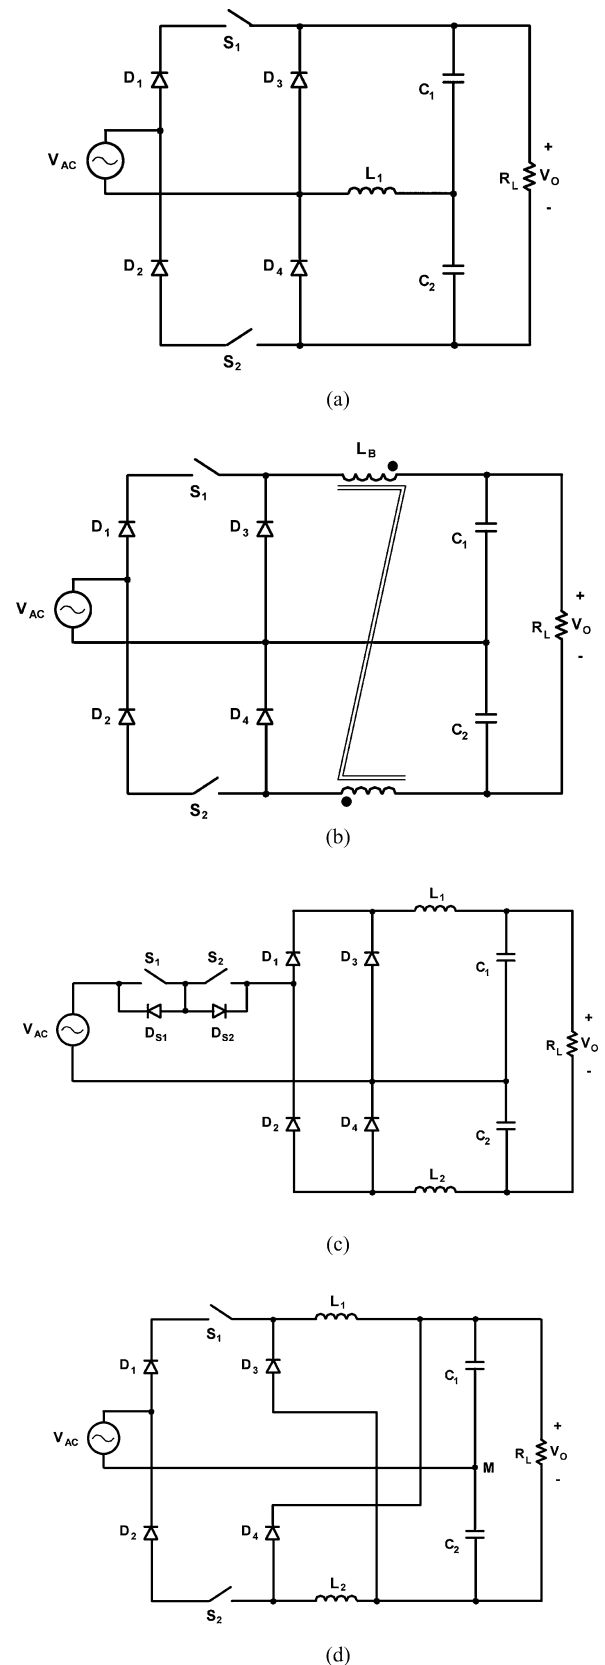 S1
D1 D3 C1
VAC L1 RL + VO -
D2 D4 C2
S2
(a)
LB
S1
D1 D3 C1
VAC RL + VO -
D2 D4 C2
S2
(b)
L1
S1 S2 D1 D3 C1
VAC DS1 DS2 RL + VO -
D2 D4 C2
L2
(c)
L1
S1
D1 D3 C1
VAC M RL + VO -
D2 D4 C2
L2
S2
(d)